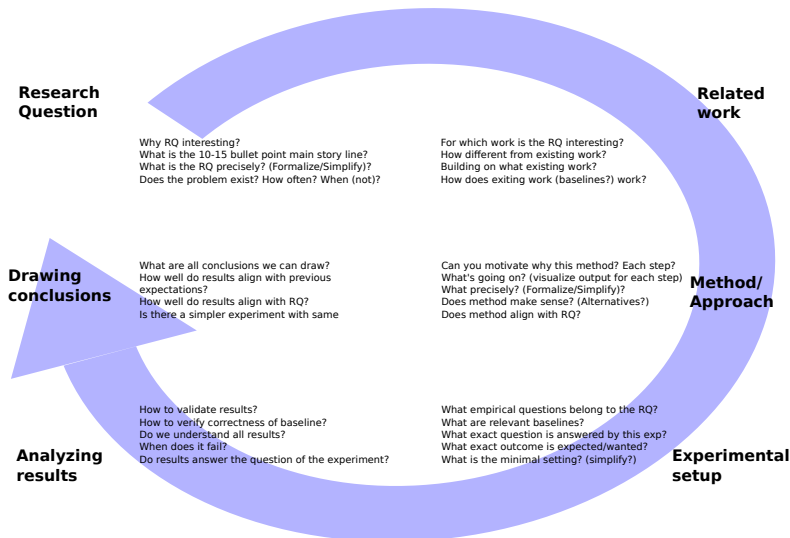 Research
Question
Why RQ interesting?
What is the 10-15 bullet point main story line?
What is the RQ precisely? (Formalize/Simplify)?
Does the problem exist? How often? When (not)?
Related
work
For which work is the RQ interesting?
How different from existing work?
Building on what existing work?
How does exiting work (baselines?) work?
Drawing
conclusions
What are all conclusions we can draw?
How well do results align with previous
expectations?
How well do results align with RQ?
Is there a simpler experiment with same
Can you motivate why this method? Each step?
What's going on? (visualize output for each step)
What precisely? (Formalize/Simplify)?
Does method make sense? (Alternatives?)
Does method align with RQ?
Method/
Approach
Analyzing
results
How to validate results?
How to verify correctness of baseline?
Do we understand all results?
When does it fail?
Do results answer the question of the experiment?
What empirical questions belong to the RQ?
What are relevant baselines?
What exact question is answered by this exp?
What exact outcome is expected/wanted?
What is the minimal setting? (simplify?)
Experimental
setup